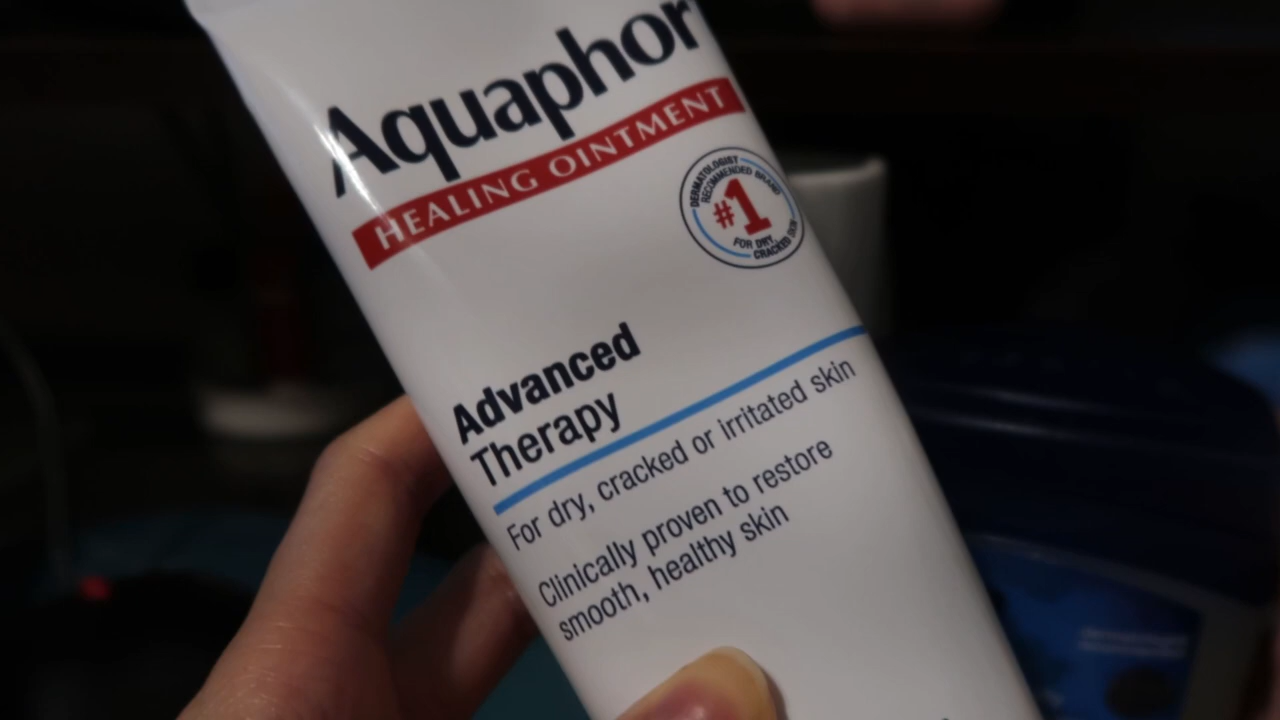 Aquaphor
HEALING OINTMENT
DERMATOLOGIST
RECOMMENDED BRAND
#1
FOR DRY,
CRACKED SKIN
Advanced
Therapy
For dry, cracked or irritated skin
Clinically proven to restore
smooth, healthy skin